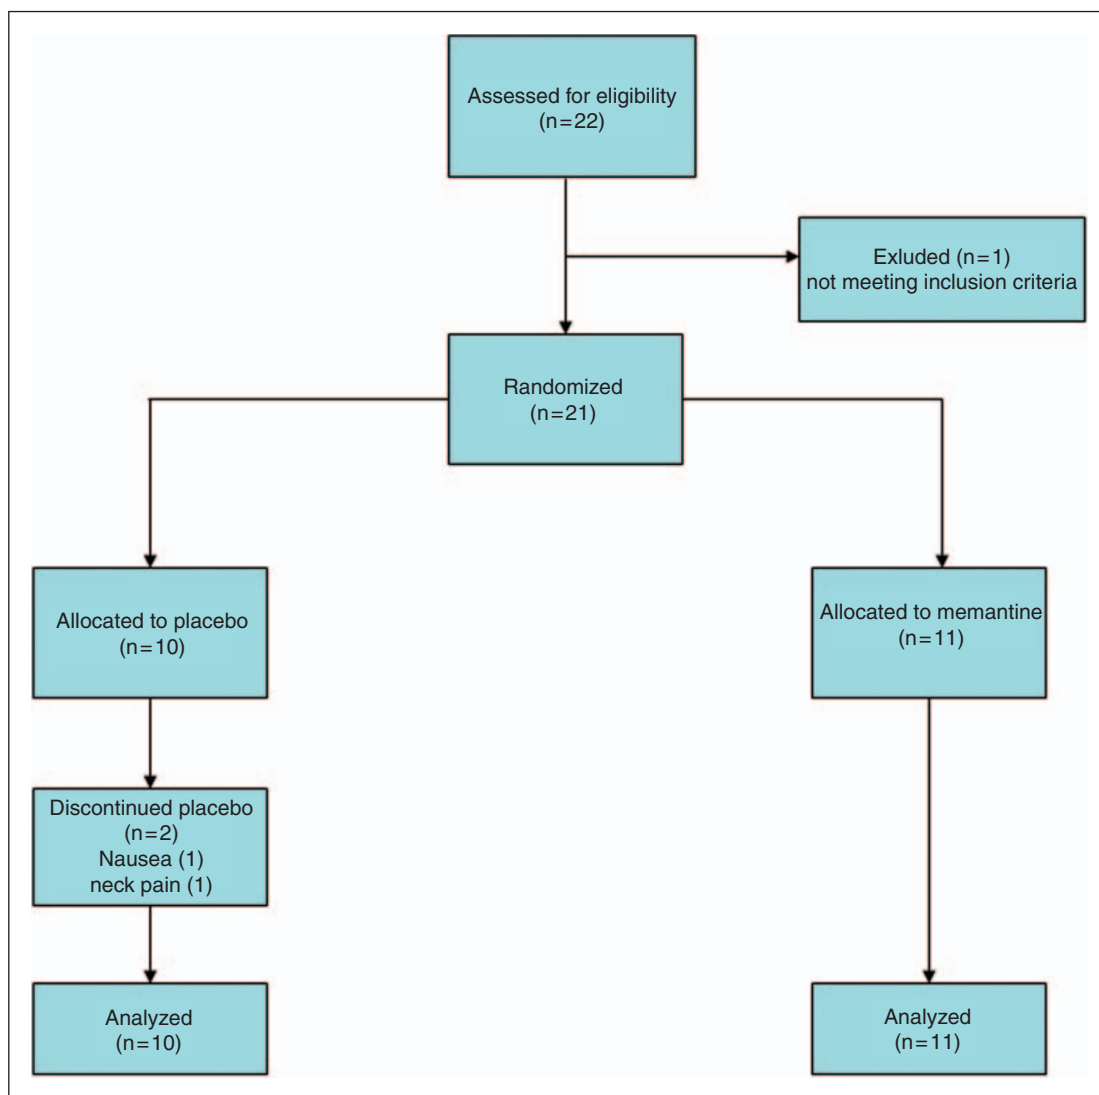 Assessed for eligibility
(n=22)
Exluded (n=1)
not meeting inclusion criteria
Randomized
(n=21)
Allocated to placebo
(n=10)
Allocated to memantine
(n=11)
Discontinued placebo
(n=2)
Nausea (1)
neck pain (1)
Analyzed
(n=10)
Analyzed
(n=11)